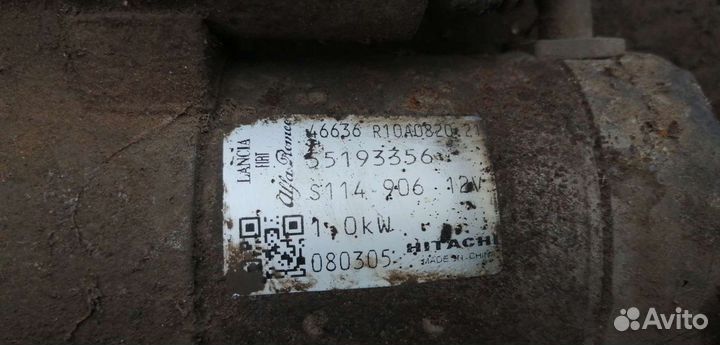 46636 R10A0820 21
55193356
S114-906 12V
1.0kW
080305
HITACHI
MADE IN CHINA
LANCIA
FIAT
Alfa Romeo
Avito